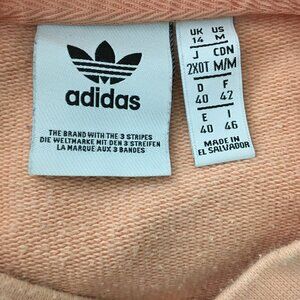 adidas
THE BRAND WITH THE 3 STRIPES
DIE WELTMARKE MIT DEN 3 STREIFEN
LA MARQUE AUX 3 BANDES
UK US
14 M
J CDN
2XOT M/M
D F
40 42
E I
40 46
MADE IN
EL SALVADOR